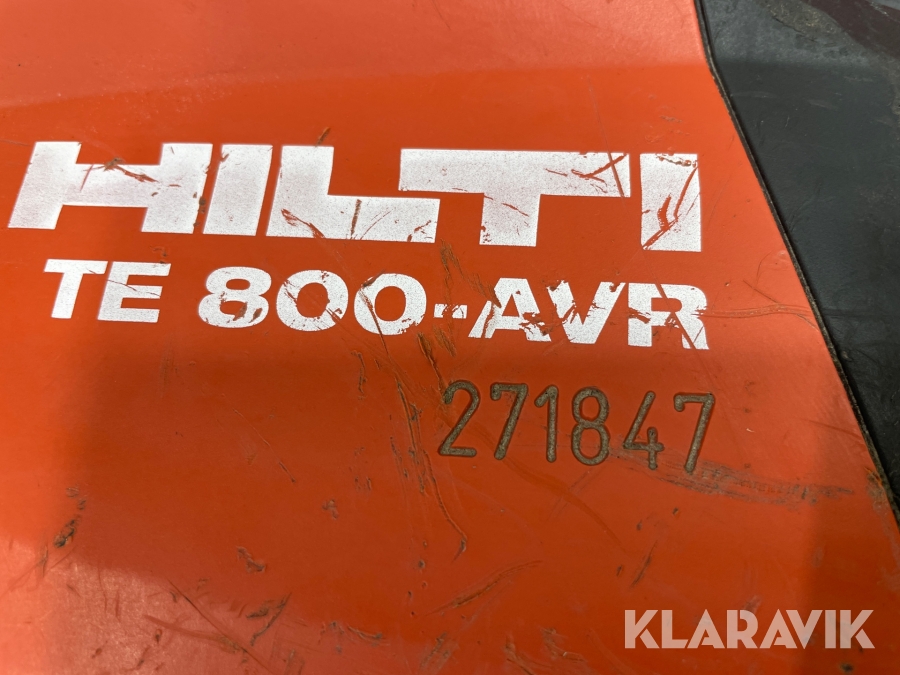 HILTI
TE 800-AVR
271847
KLARAVIK